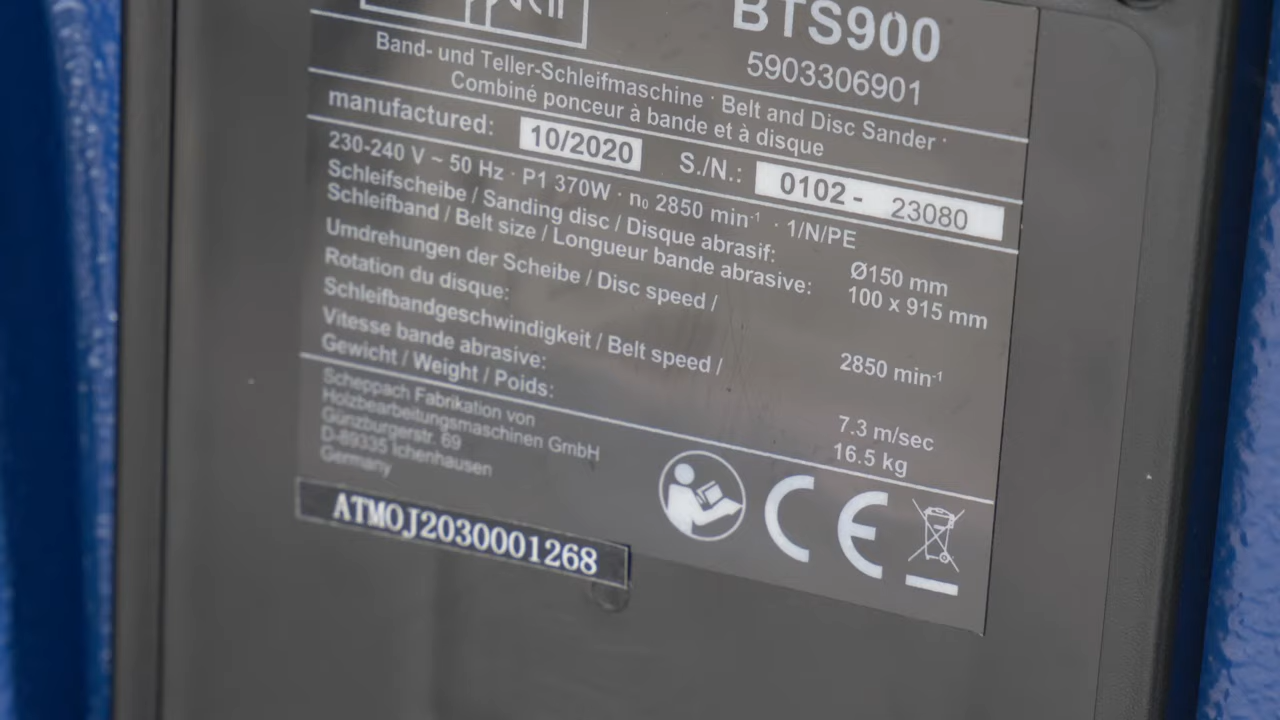 BTS900
5903306901
Band- und Teller-Schleifmaschine · Belt and Disc Sander ·
Combiné ponceur à bande et à disque
manufactured: 10/2020 S./N.: 0102 - 23080
230-240 V ~ 50 Hz · P1 370W · n₀ 2850 min⁻¹ · 1/N/PE
Schleifscheibe / Sanding disc / Disque abrasif: Ø150 mm
Schleifband / Belt size / Longueur bande abrasive: 100 x 915 mm
Umdrehungen der Scheibe / Disc speed /
Rotation du disque: 2850 min⁻¹
Schleifbandgeschwindigkeit / Belt speed /
Vitesse bande abrasive: 7.3 m/sec
Gewicht / Weight / Poids: 16.5 kg
Scheppach Fabrikation von
Holzbearbeitungsmaschinen GmbH
Günzburgerstr. 69
D-89335 Ichenhausen
Germany
CE
ATMOJ2030001268